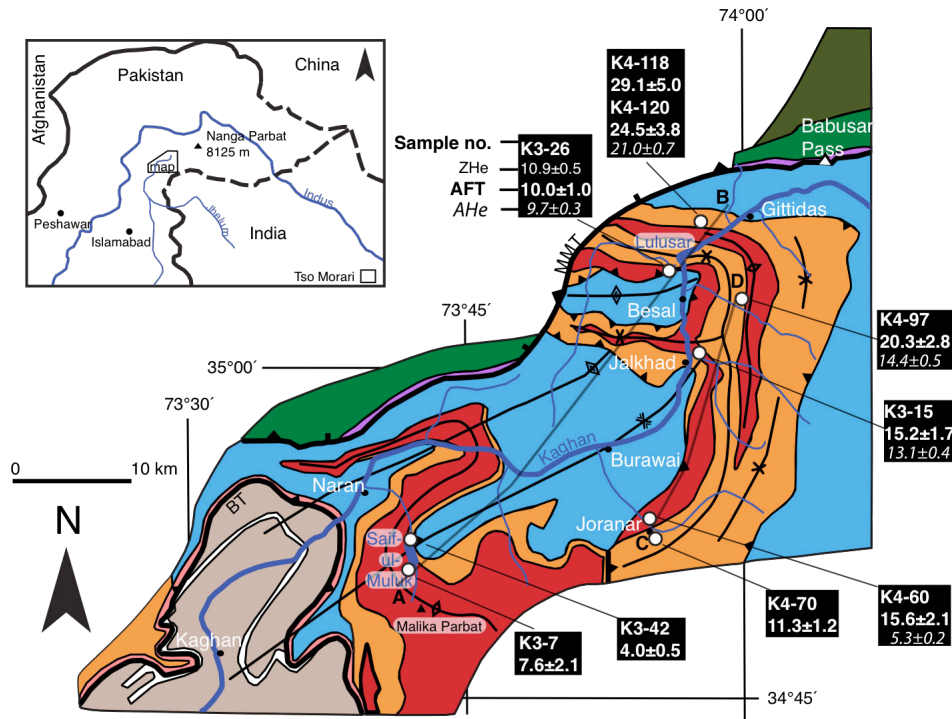 74°00´
China
Pakistan
Afghanistan
Nanga Parbat
8125 m
map
Indus
Jhelum
Peshawar
Islamabad
India
Tso Morari
Sample no.
ZHe
AFT
AHe
K3-26
10.9±0.5
10.0±1.0
9.7±0.3
K4-118
29.1±5.0
K4-120
24.5±3.8
21.0±0.7
Babusar
Pass
B
Gittidas
Lulusar
MMT
D
Besal
K4-97
20.3±2.8
14.4±0.5
73°45´
Jalkhad
35°00´
73°30´
K3-15
15.2±1.7
13.1±0.4
Kaghan
Burawai
0 10 km
Naran
BT
N
Joranar
C
Saif-
ul-
Muluk
A
Malika Parbat
K4-60
15.6±2.1
5.3±0.2
K4-70
11.3±1.2
K3-42
4.0±0.5
K3-7
7.6±2.1
Kaghan
34°45´